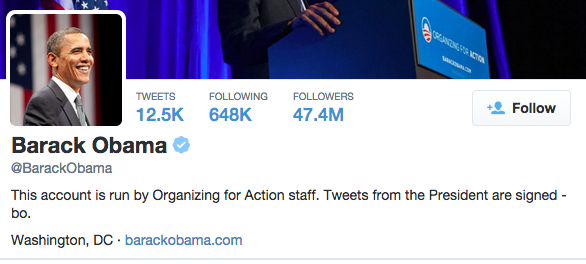 ORGANIZING FOR ACTION
BARACKOBAMA.COM
TWEETS FOLLOWING FOLLOWERS
12.5K 648K 47.4M
Follow
Barack Obama
@BarackObama
This account is run by Organizing for Action staff. Tweets from the President are signed -
bo.
Washington, DC · barackobama.com